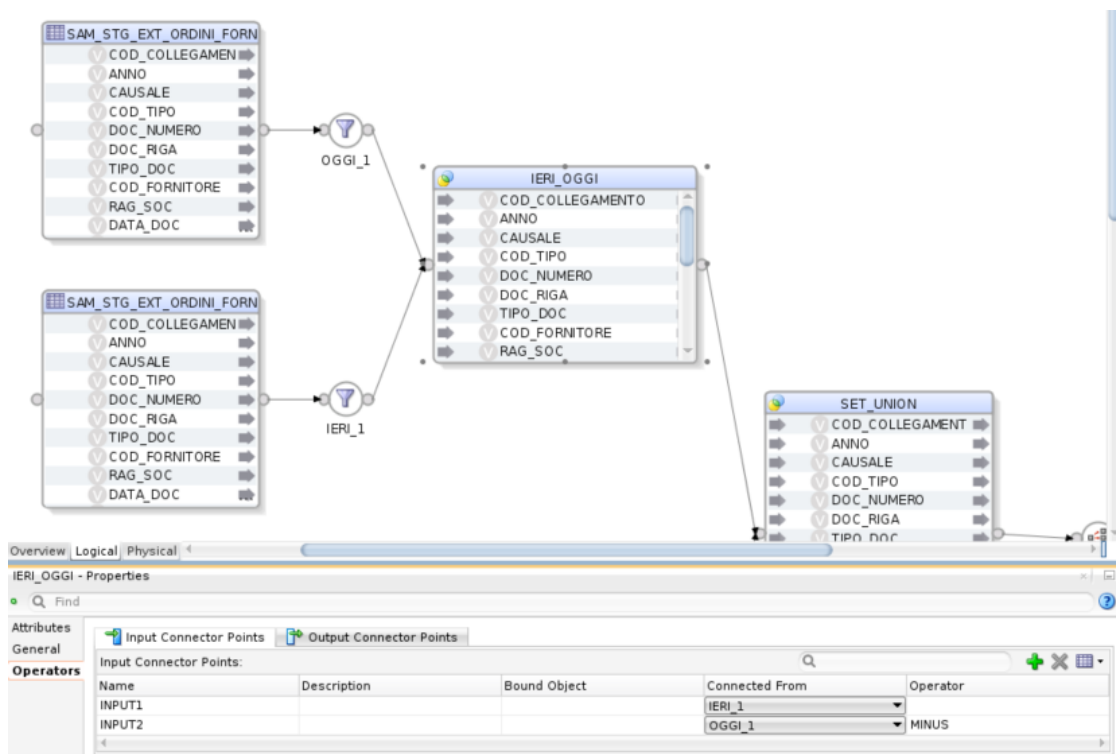 SAM_STG_EXT_ORDINI_FORN
COD_COLLEGAMEN
ANNO
CAUSALE
COD_TIPO
DOC_NUMERO
DOC_RIGA
TIPO_DOC
COD_FORNITORE
RAG_SOC
DATA_DOC
OGGI_1
IERI_OGGI
COD_COLLEGAMENTO
ANNO
CAUSALE
COD_TIPO
DOC_NUMERO
DOC_RIGA
TIPO_DOC
COD_FORNITORE
RAG_SOC
SAM_STG_EXT_ORDINI_FORN
COD_COLLEGAMEN
ANNO
CAUSALE
COD_TIPO
DOC_NUMERO
DOC_RIGA
TIPO_DOC
COD_FORNITORE
RAG_SOC
DATA_DOC
IERI_1
SET_UNION
COD_COLLEGAMENT
ANNO
CAUSALE
COD_TIPO
DOC_NUMERO
DOC_RIGA
TIPO_DOC
Overview Logical Physical
IERI_OGGI - Properties
Find
Attributes
General
Operators
Input Connector Points Output Connector Points
Input Connector Points:
Name Description Bound Object Connected From Operator
INPUT1 IERI_1
INPUT2 OGGI_1 MINUS